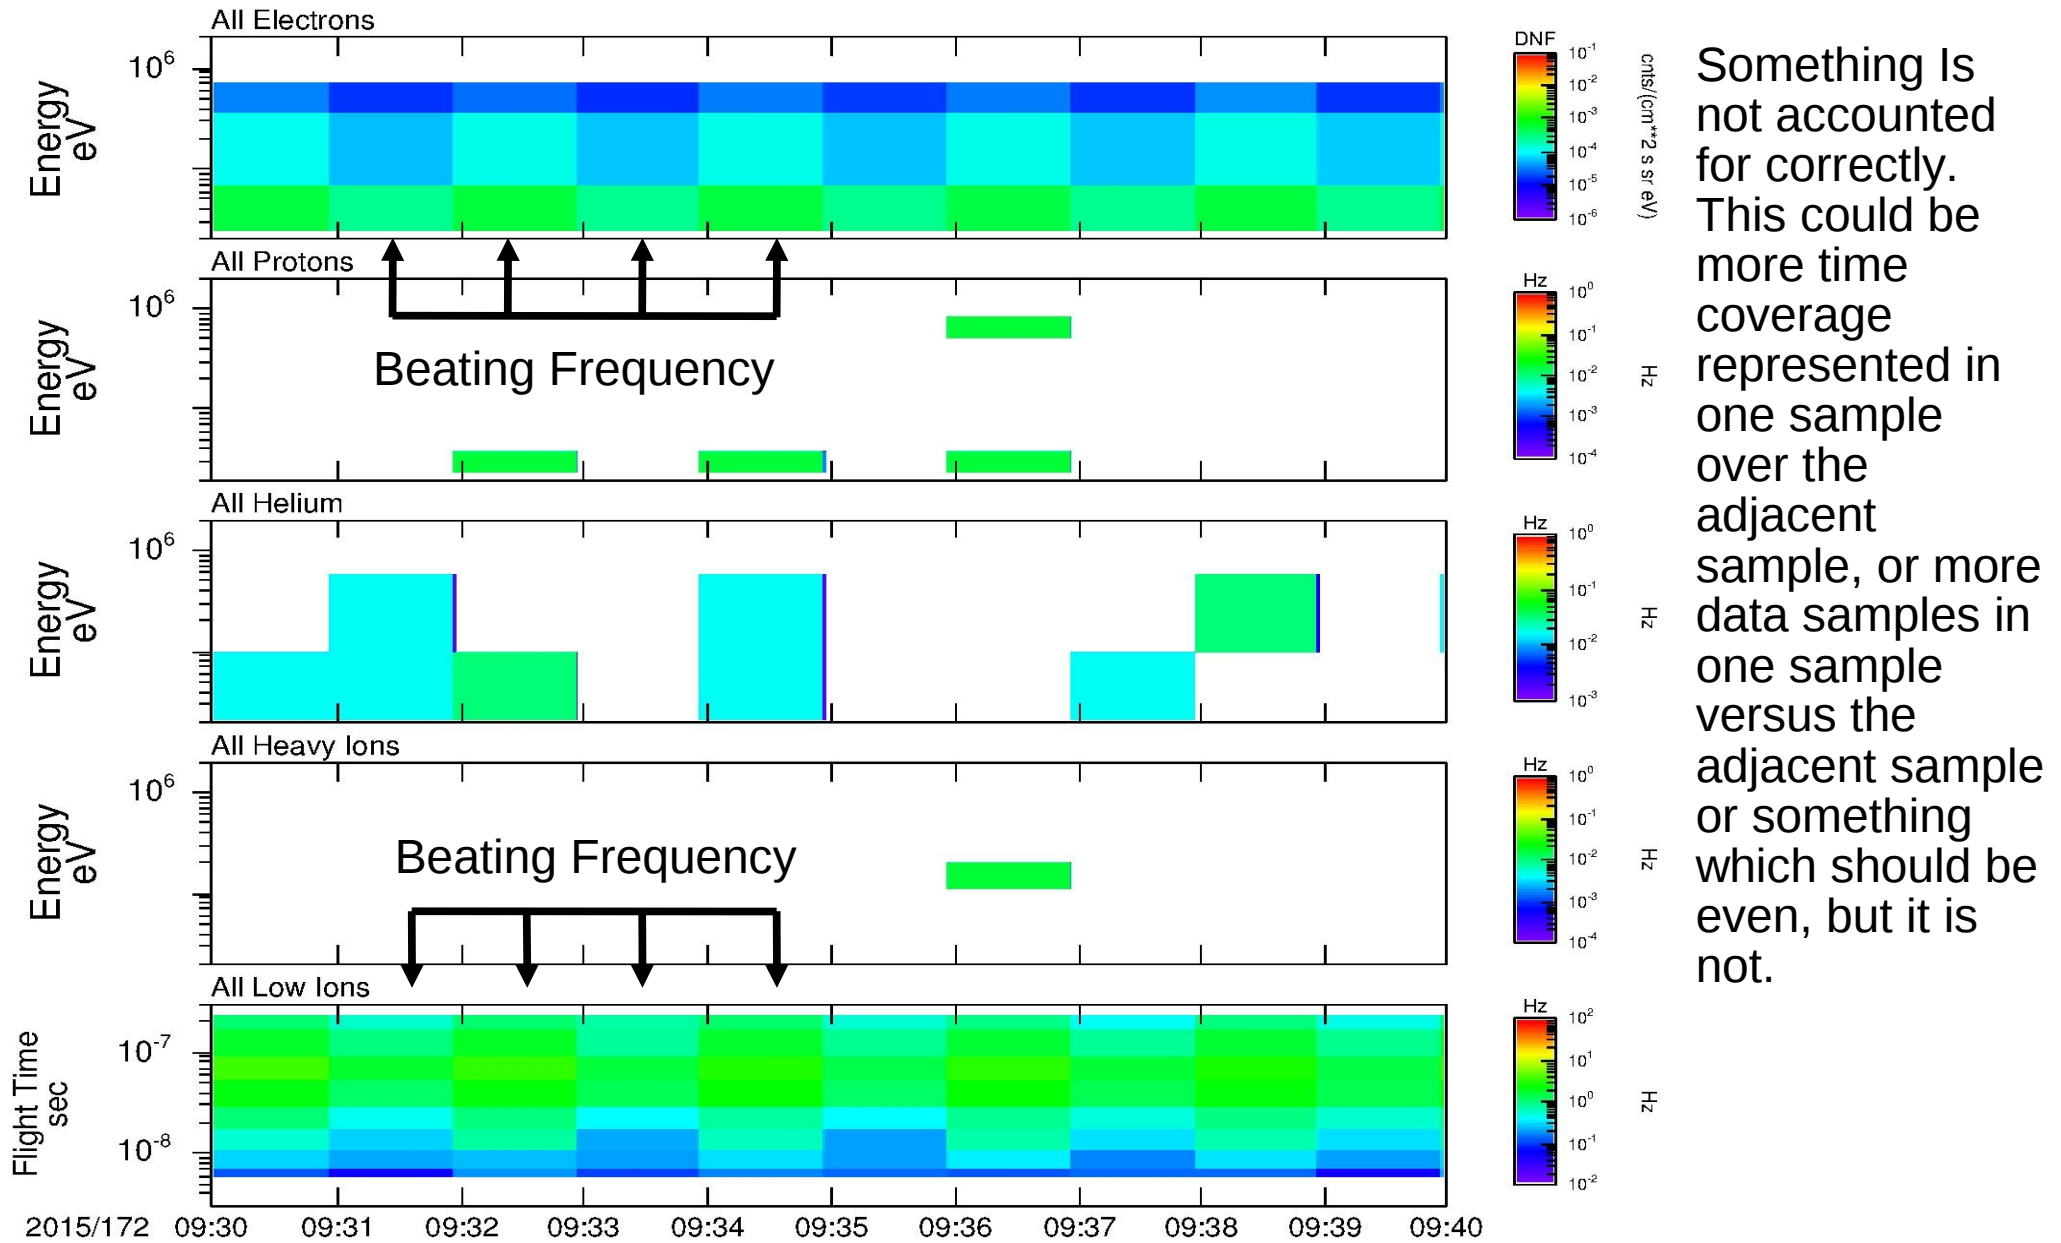 All Electrons
10^6
Energy
eV
DNF
10^-1
10^-2
10^-3
10^-4
10^-5
10^-6
cnts/(cm**2 s sr eV)
All Protons
10^6
Energy
eV
Beating Frequency
Hz
10^0
10^-1
10^-2
10^-3
10^-4
Hz
All Helium
10^6
Energy
eV
Hz
10^0
10^-1
10^-2
10^-3
Hz
All Heavy Ions
10^6
Energy
eV
Beating Frequency
Hz
10^0
10^-1
10^-2
10^-3
10^-4
Hz
All Low Ions
10^-7
10^-8
Flight Time
sec
Hz
10^2
10^1
10^0
10^-1
10^-2
Hz
2015/172 09:30 09:31 09:32 09:33 09:34 09:35 09:36 09:37 09:38 09:39 09:40
Something Is
not accounted
for correctly.
This could be
more time
coverage
represented in
one sample
over the
adjacent
sample, or more
data samples in
one sample
versus the
adjacent sample
or something
which should be
even, but it is
not.